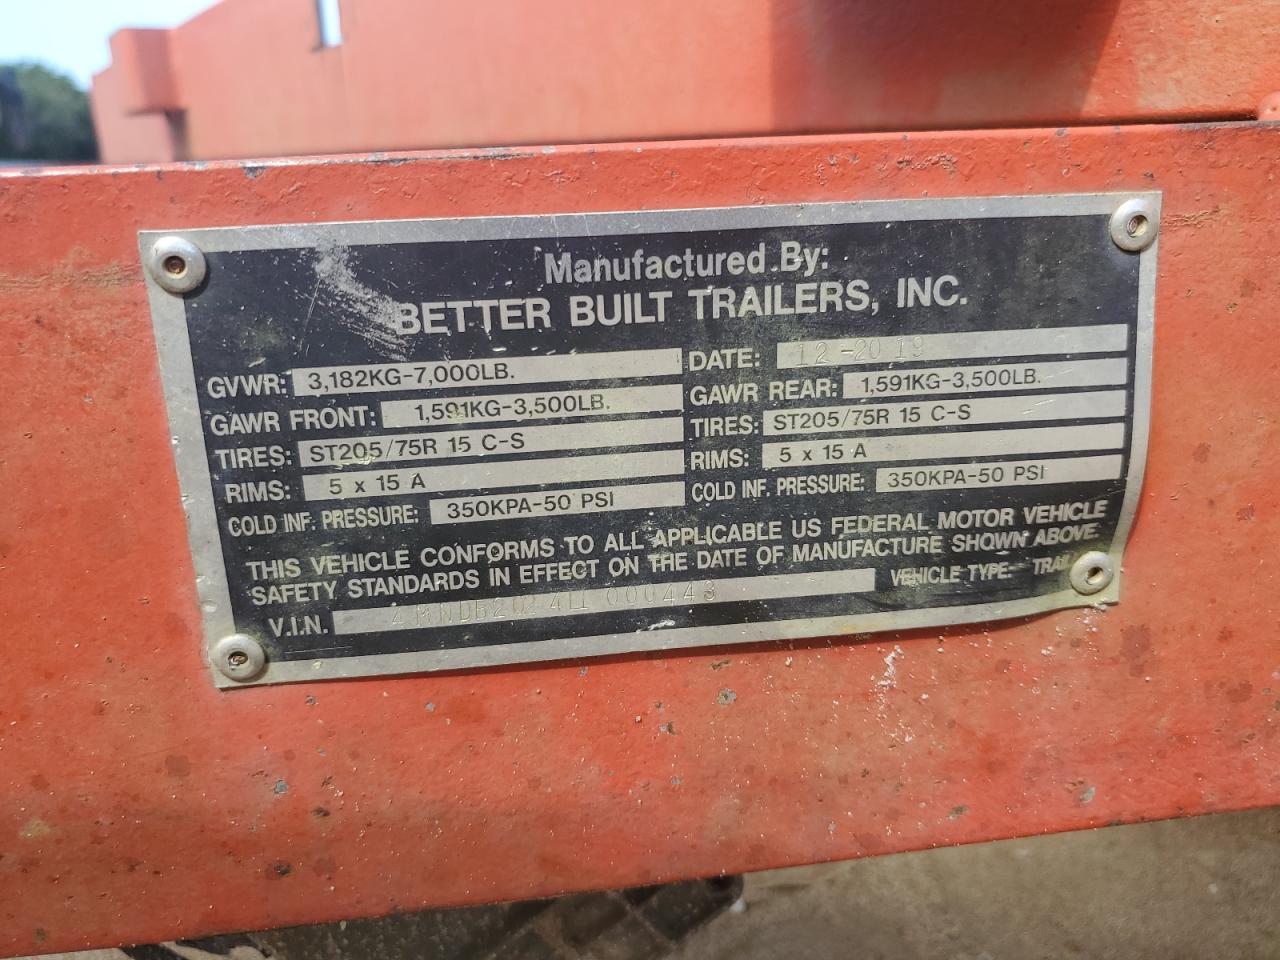 Manufactured By:
BETTER BUILT TRAILERS, INC.
GVWR: 3,182KG-7,000LB. DATE: 12-2019
GAWR FRONT: 1,591KG-3,500LB. GAWR REAR: 1,591KG-3,500LB.
TIRES: ST205/75R 15 C-S TIRES: ST205/75R 15 C-S
RIMS: 5 x 15 A RIMS: 5 x 15 A
COLD INF. PRESSURE: 350KPA-50 PSI COLD INF. PRESSURE: 350KPA-50 PSI
THIS VEHICLE CONFORMS TO ALL APPLICABLE US FEDERAL MOTOR VEHICLE
SAFETY STANDARDS IN EFFECT ON THE DATE OF MANUFACTURE SHOWN ABOVE.
V.I.N. VEHICLE TYPE: